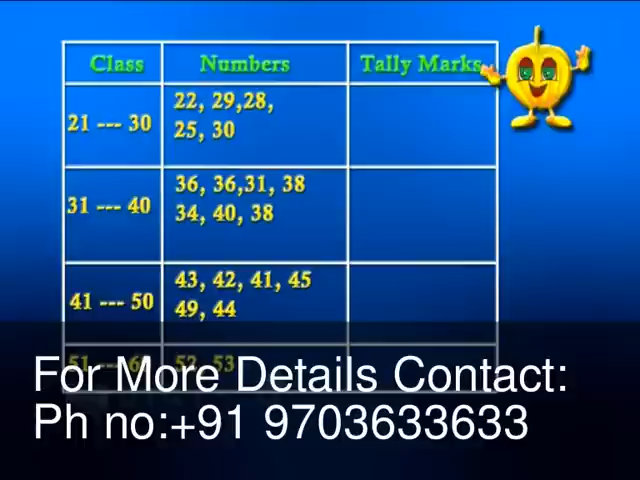 Class Numbers Tally Marks
21 --- 30
22, 29,28,
25, 30
31 --- 40
36, 36,31, 38
34, 40, 38
41 --- 50
43, 42, 41, 45
49, 44
53
For More Details Contact:
Ph no:+91 9703633633